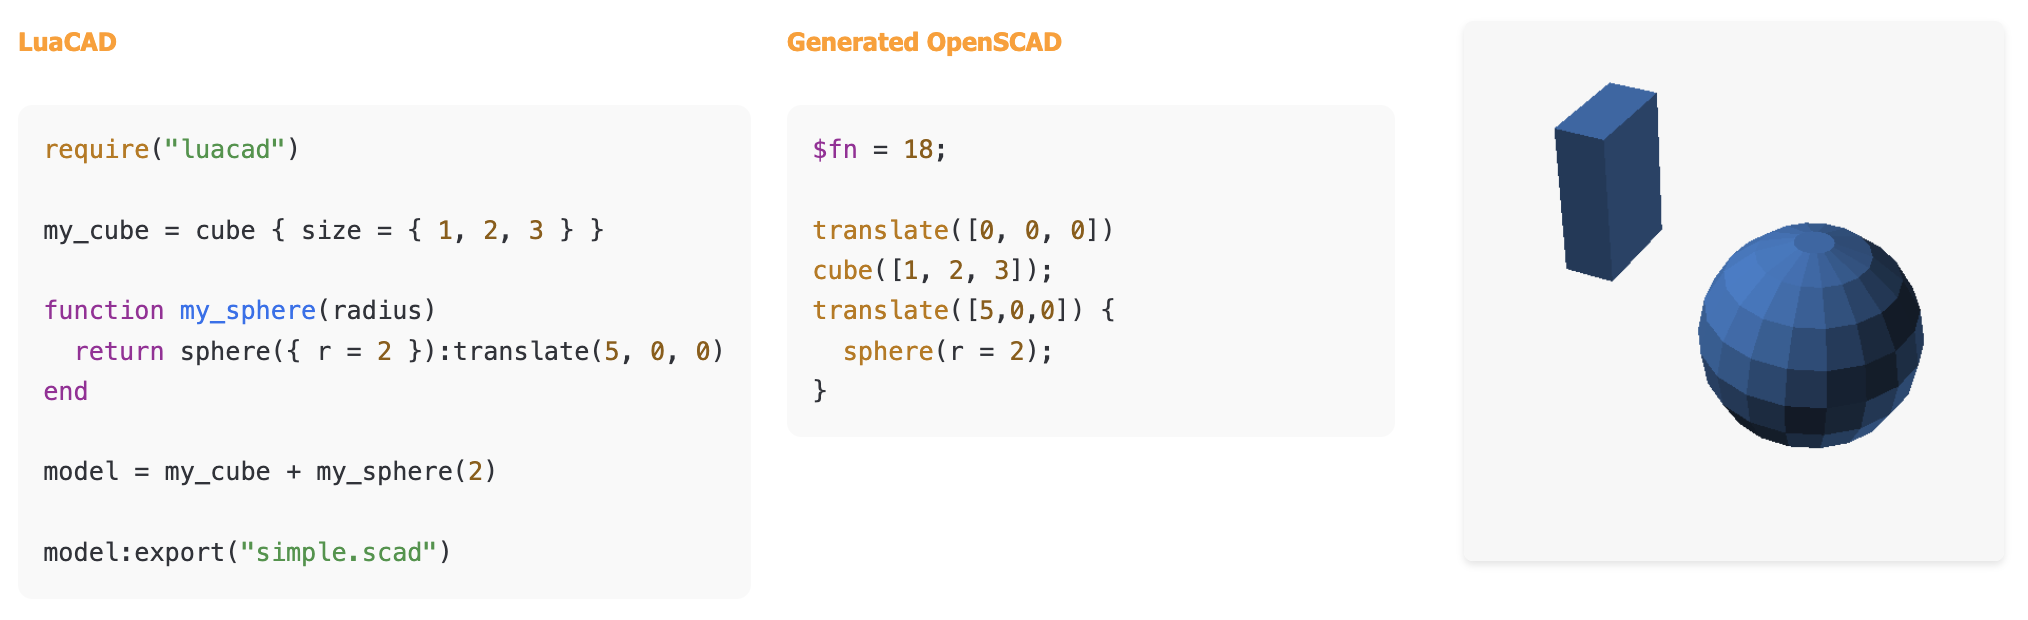 LuaCAD
require("luacad")
my_cube = cube { size = { 1, 2, 3 } }
function my_sphere(radius)
  return sphere({ r = 2 }):translate(5, 0, 0)
end
model = my_cube + my_sphere(2)
model:export("simple.scad")
Generated OpenSCAD
$fn = 18;
translate([0, 0, 0])
cube([1, 2, 3]);
translate([5,0,0]) {
  sphere(r = 2);
}